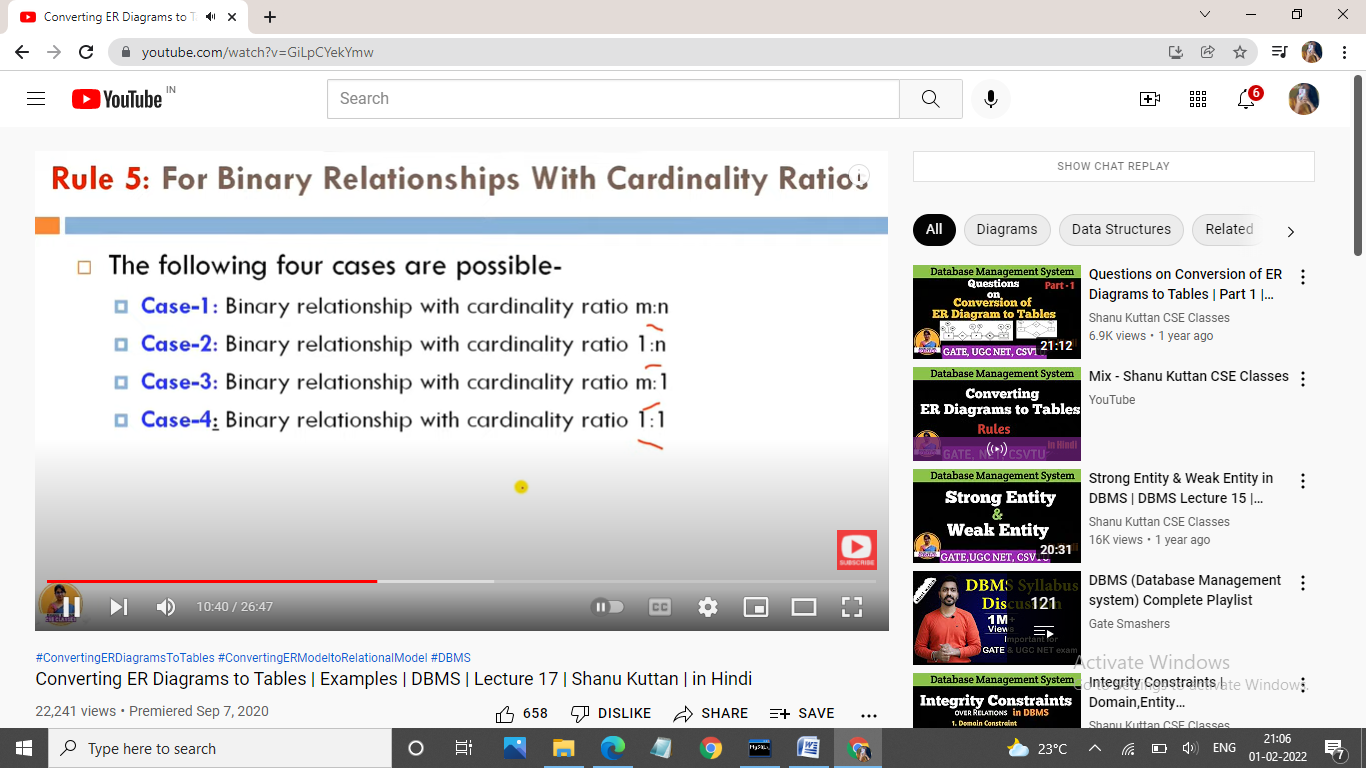 Converting ER Diagrams to T
youtube.com/watch?v=GiLpCYekYmw
YouTube IN
Search
6
Rule 5: For Binary Relationships With Cardinality Ratios
The following four cases are possible-
Case-1: Binary relationship with cardinality ratio m:n
Case-2: Binary relationship with cardinality ratio 1:n
Case-3: Binary relationship with cardinality ratio m:1
Case-4: Binary relationship with cardinality ratio 1:1
SUBSCRIBE
10:40 / 26:47
CC
#ConvertingERDiagramsToTables #ConvertingERModeltoRelationalModel #DBMS
Converting ER Diagrams to Tables | Examples | DBMS | Lecture 17 | Shanu Kuttan | in Hindi
22,241 views • Premiered Sep 7, 2020
658 DISLIKE SHARE SAVE
SHOW CHAT REPLAY
All Diagrams Data Structures Related
Database Management System
Questions Part - 1
on
Conversion of
ER Diagram to Tables
21:12
GATE, UGC NET, CSVT
Questions on Conversion of ER
Diagrams to Tables | Part 1 |...
Shanu Kuttan CSE Classes
6.9K views • 1 year ago
Database Management System
Converting
ER Diagrams to Tables
Rules
in Hindi
GATE, NET, CSVTU
Mix - Shanu Kuttan CSE Classes
YouTube
Database Management System
Strong Entity
&
Weak Entity
20:31
GATE,UGC NET, CSV
Strong Entity & Weak Entity in
DBMS | DBMS Lecture 15 |...
Shanu Kuttan CSE Classes
16K views • 1 year ago
DBMS Syllabus
Discussion
121
1M+
Views
Important for
GATE & UGC NET exam
DBMS (Database Management
system) Complete Playlist
Gate Smashers
Database Management System
Integrity Constraints
OVER RELATIONS in DBMS
1. Domain Constraint
Integrity Constraints |
Domain,Entity...
Shanu Kuttan CSE Classes
Activate Windows
Go to Settings to activate Windows.
Type here to search
MySQL
23°C
ENG
21:06
01-02-2022
7